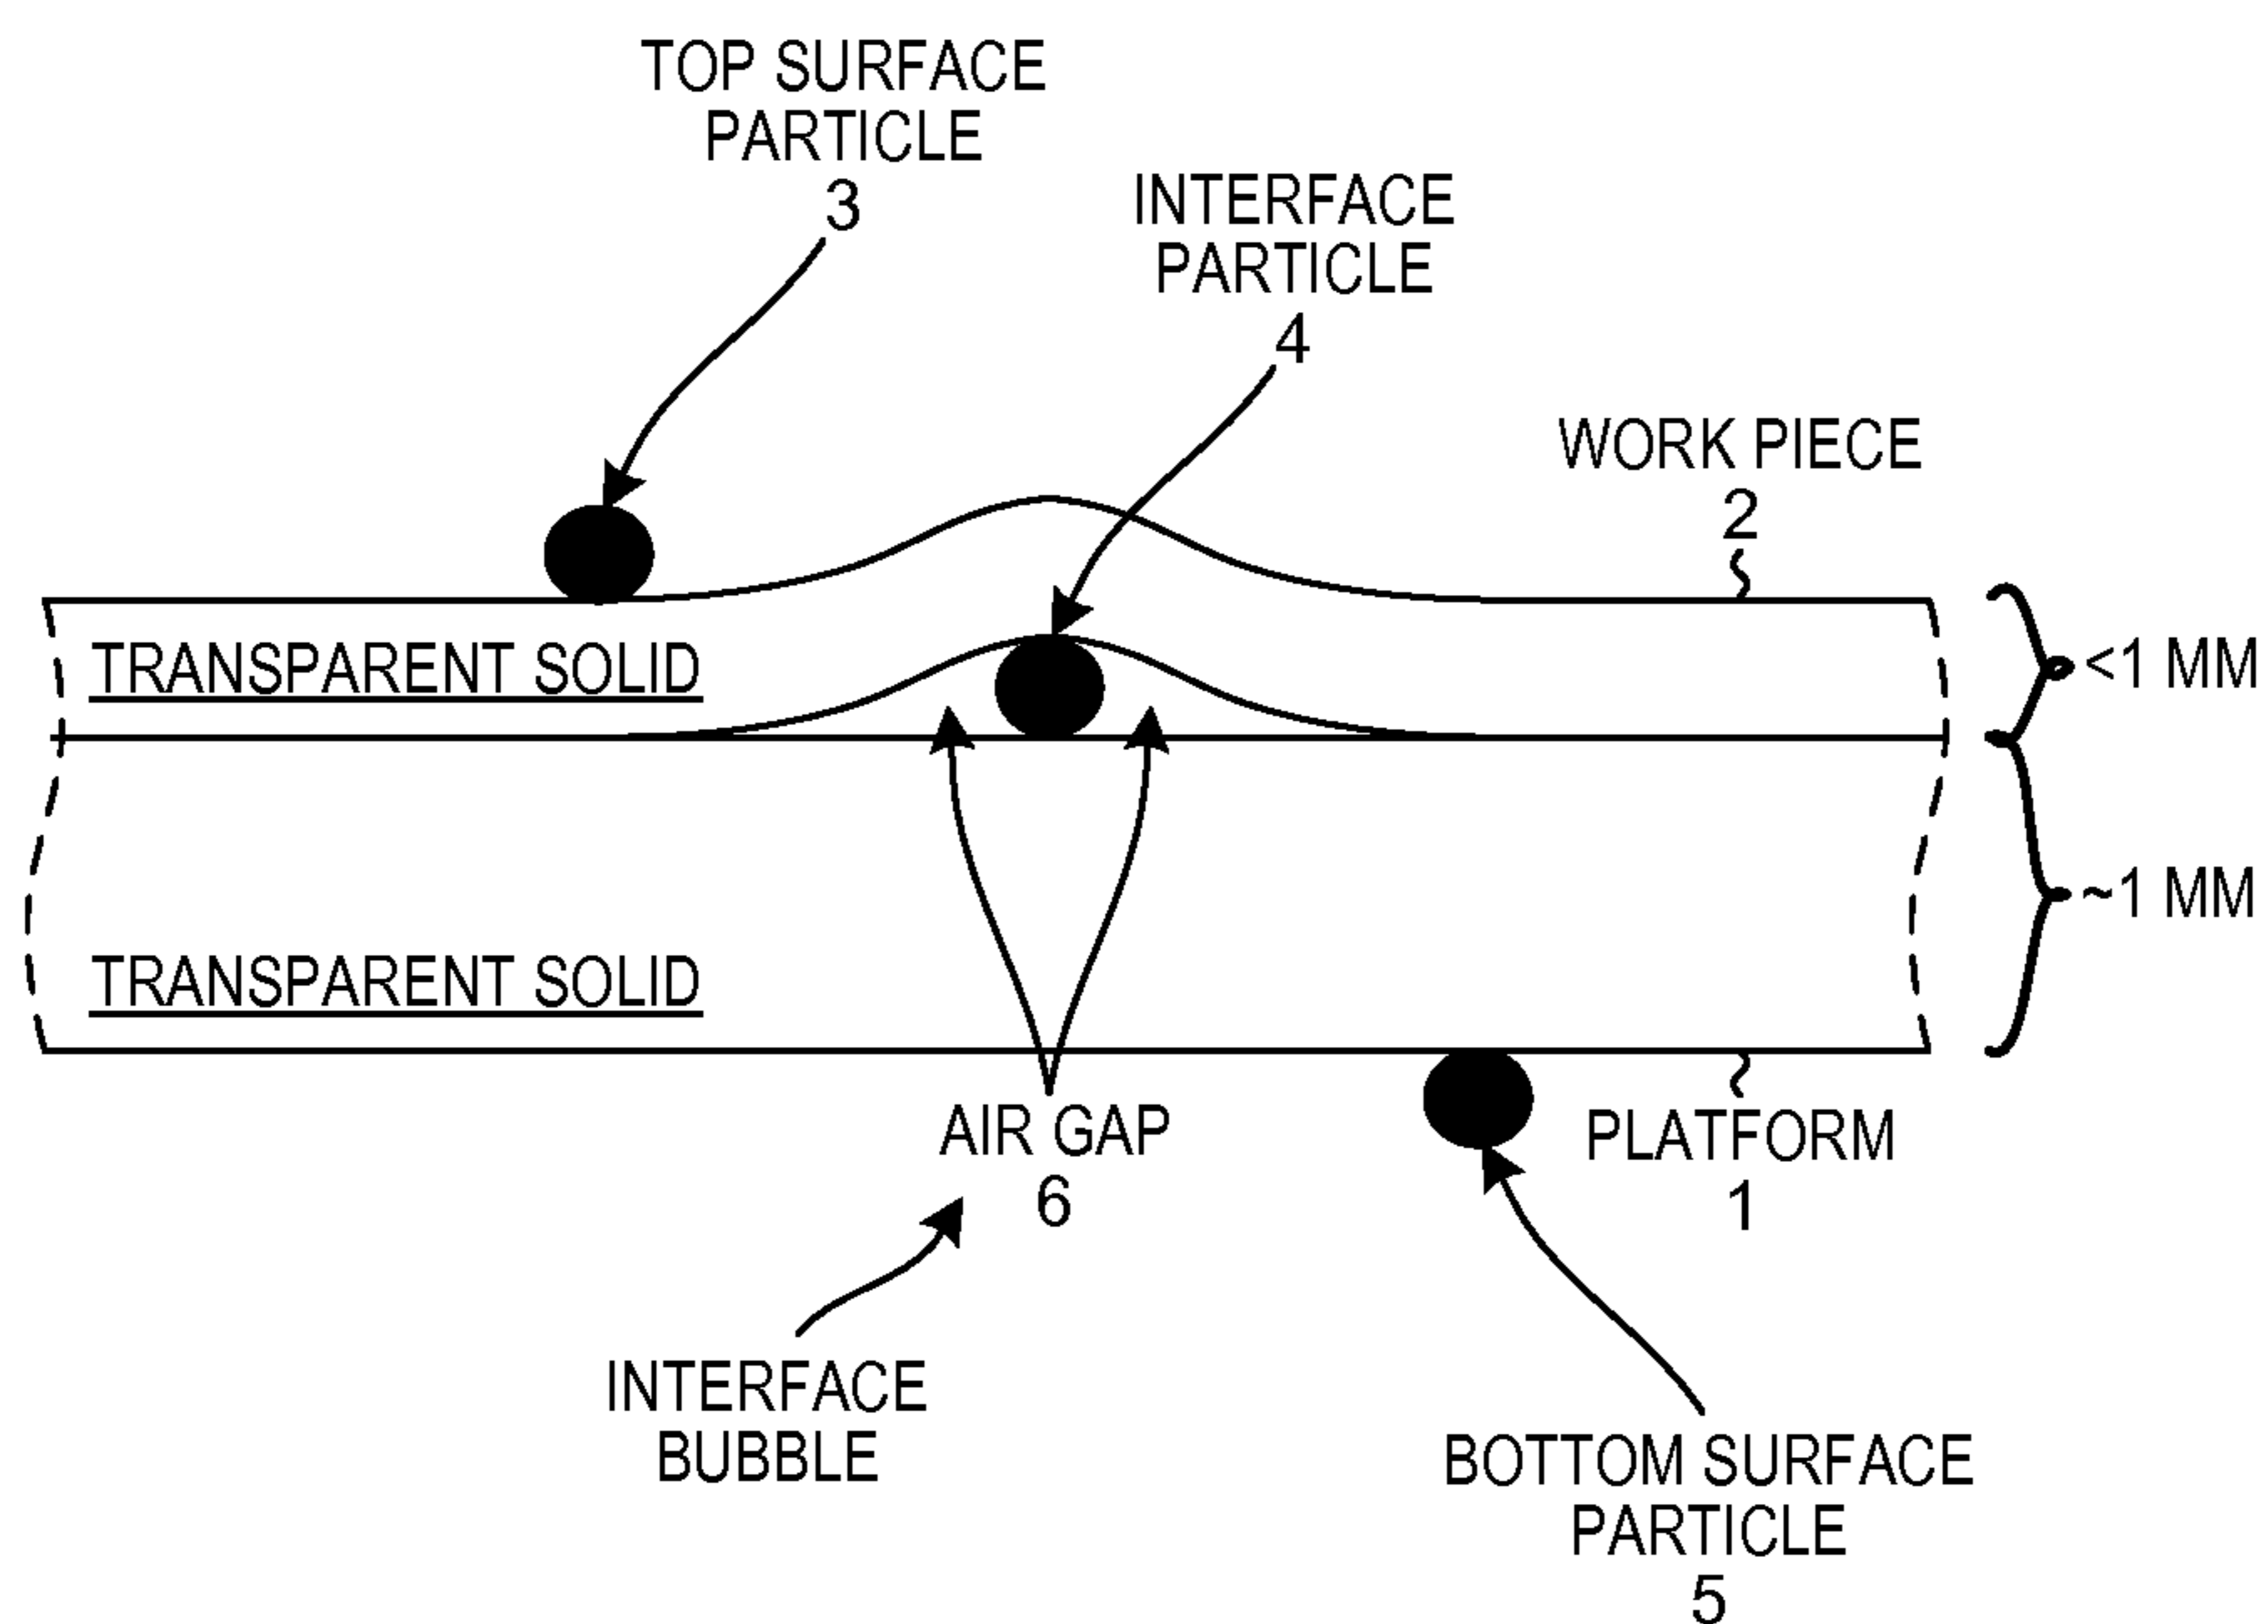 TOP SURFACE
PARTICLE
3
INTERFACE
PARTICLE
4
WORK PIECE
2
TRANSPARENT SOLID
<1 MM
~1 MM
TRANSPARENT SOLID
AIR GAP
6
PLATFORM
1
INTERFACE
BUBBLE
BOTTOM SURFACE
PARTICLE
5